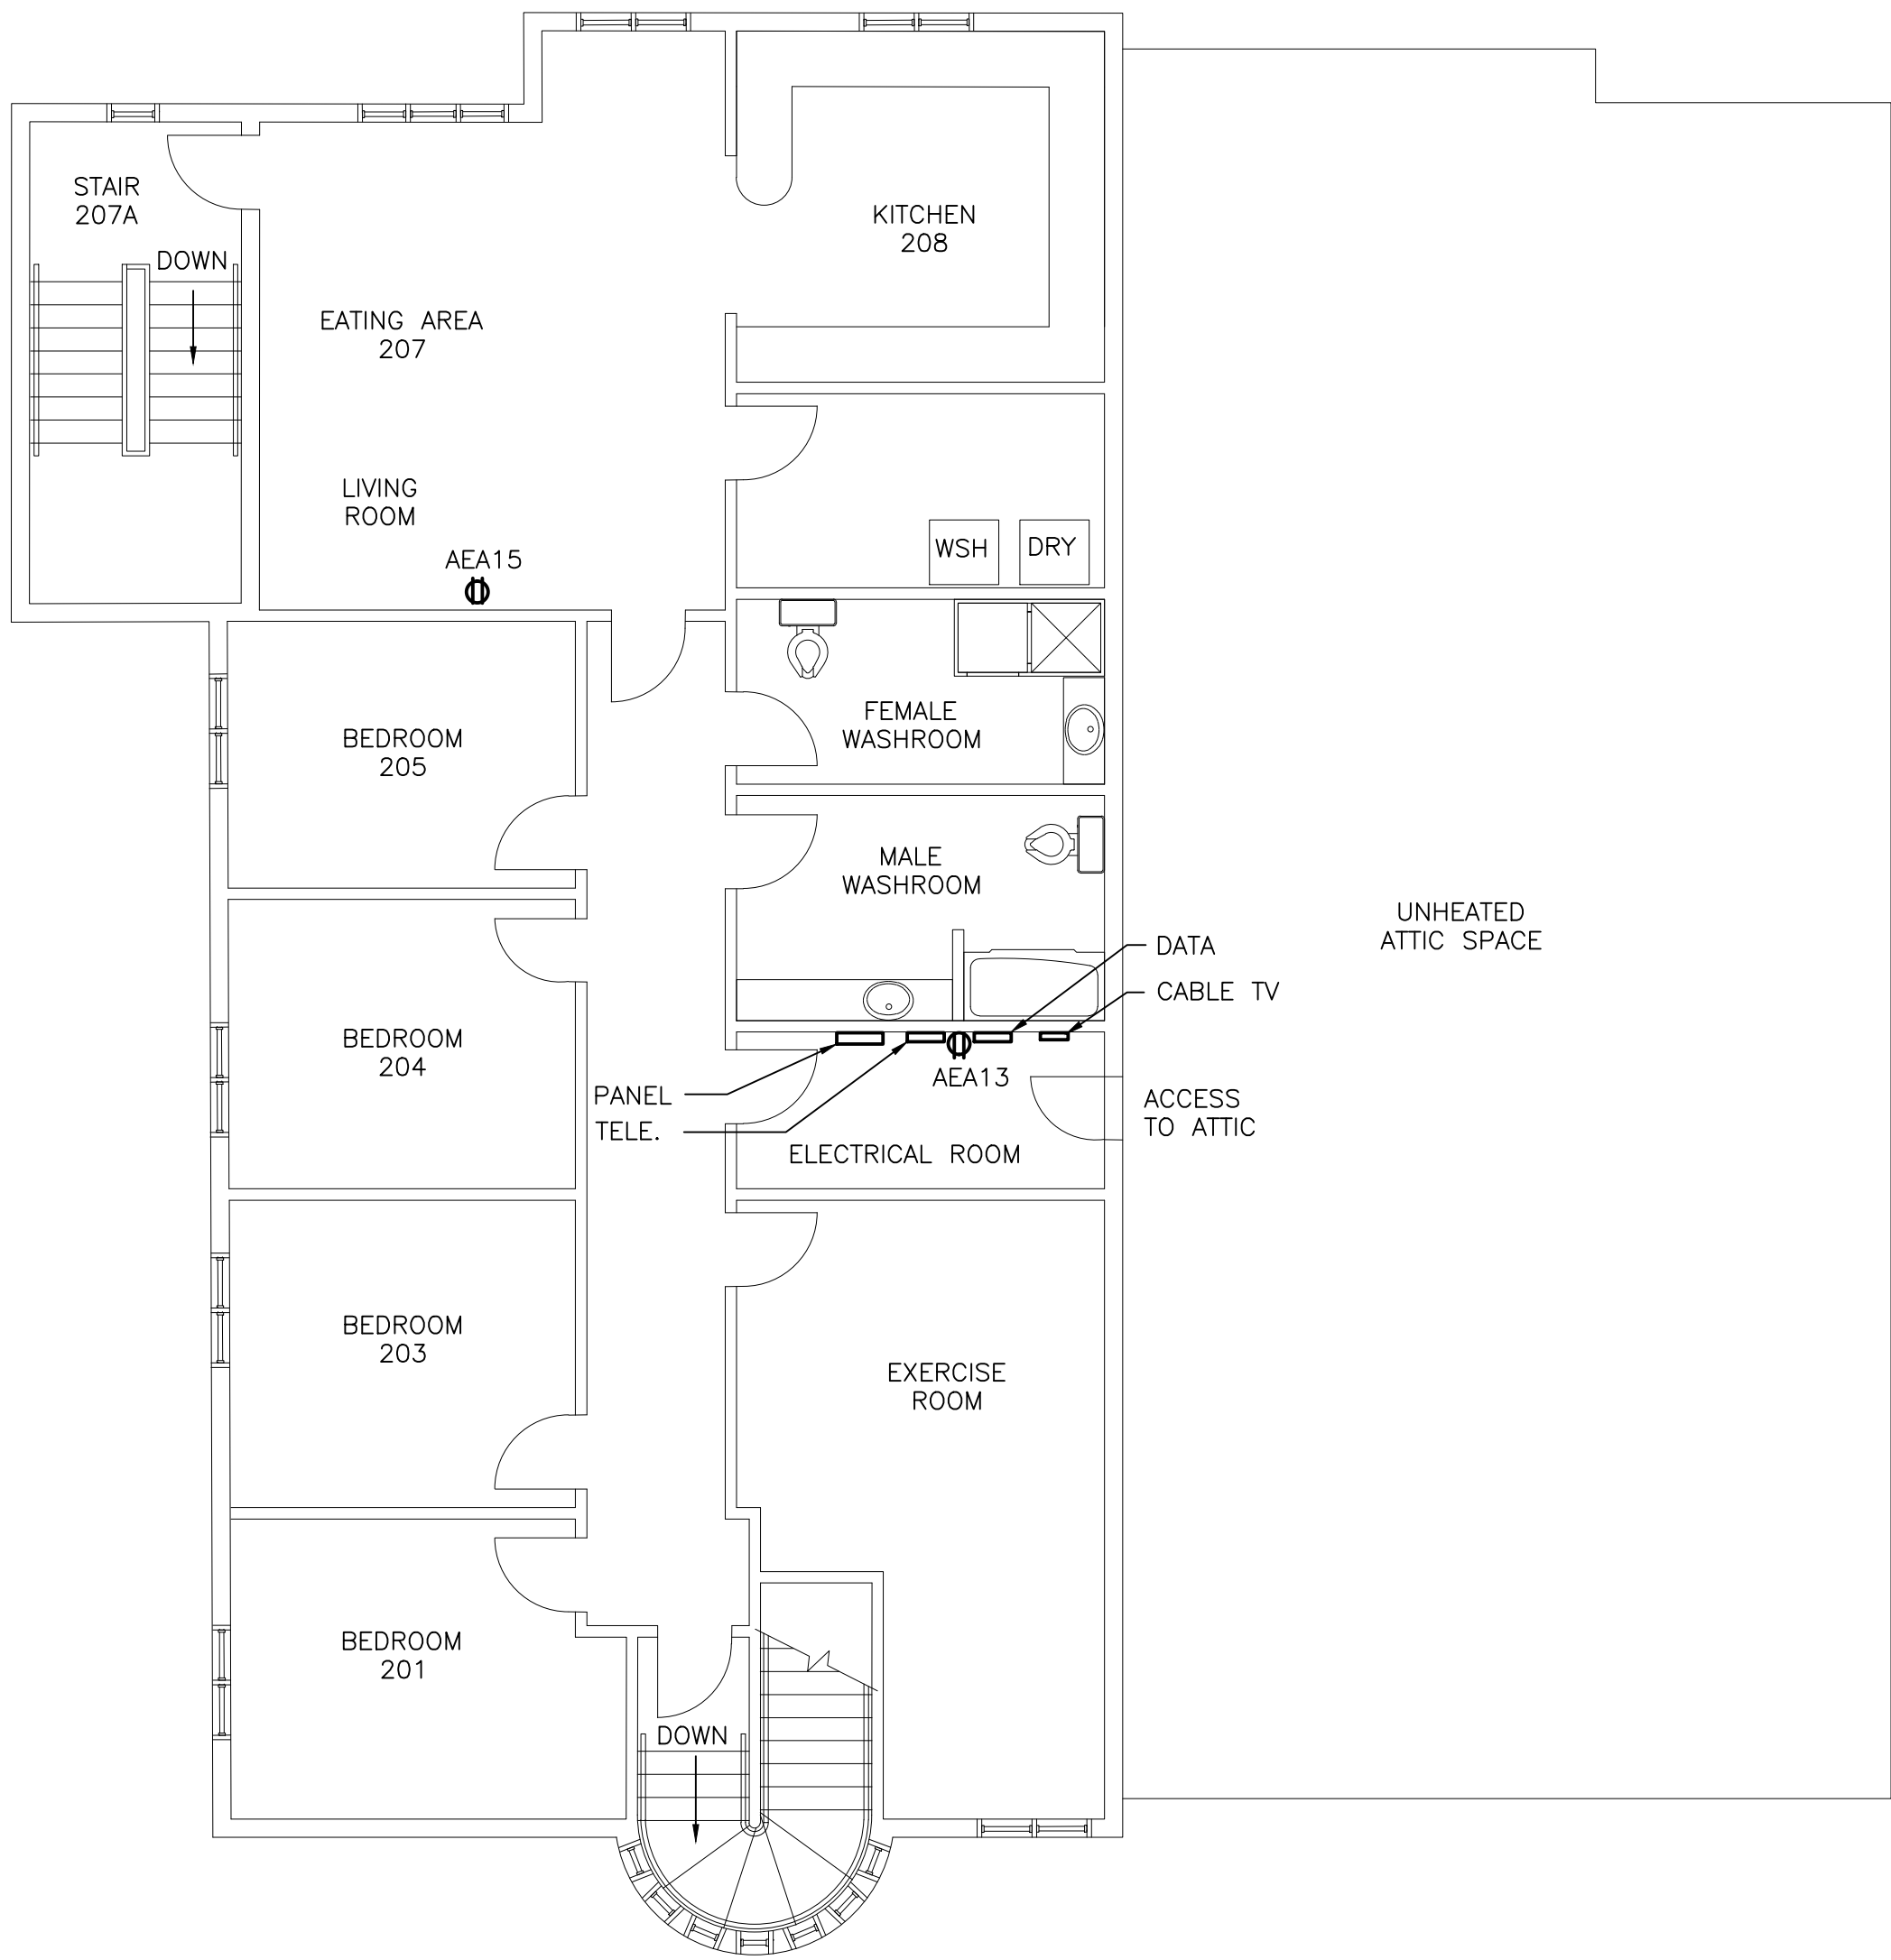 STAIR
207A
DOWN
KITCHEN
208
EATING AREA
207
LIVING
ROOM
AEA15
WSH
DRY
FEMALE
WASHROOM
BEDROOM
205
MALE
WASHROOM
UNHEATED
ATTIC SPACE
DATA
CABLE TV
BEDROOM
204
AEA13
PANEL
TELE.
ACCESS
TO ATTIC
ELECTRICAL ROOM
BEDROOM
203
EXERCISE
ROOM
BEDROOM
201
DOWN